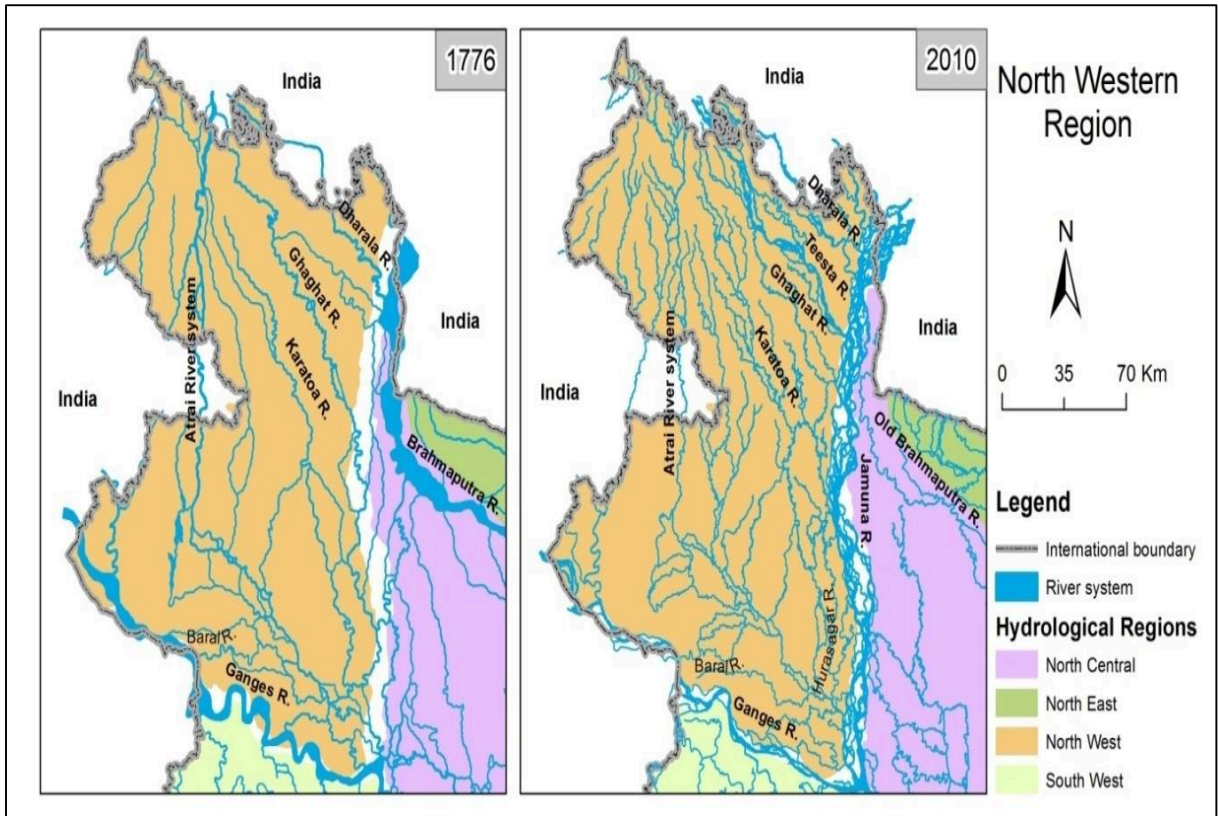 1776
India
Dharala R.
Ghaghat R.
Karatoa R.
Atrai River system
India
India
Brahmaputra R.
Baral R.
Ganges R.
2010
India
Dharala R.
Teesta R.
Ghaghat R.
Karatoa R.
Atrai River system
India
India
Old Brahmaputra R.
Jamuna R.
Hurasagar R.
Baral R.
Ganges R.
North Western
Region
N
0 35 70 Km
Legend
International boundary
River system
Hydrological Regions
North Central
North East
North West
South West